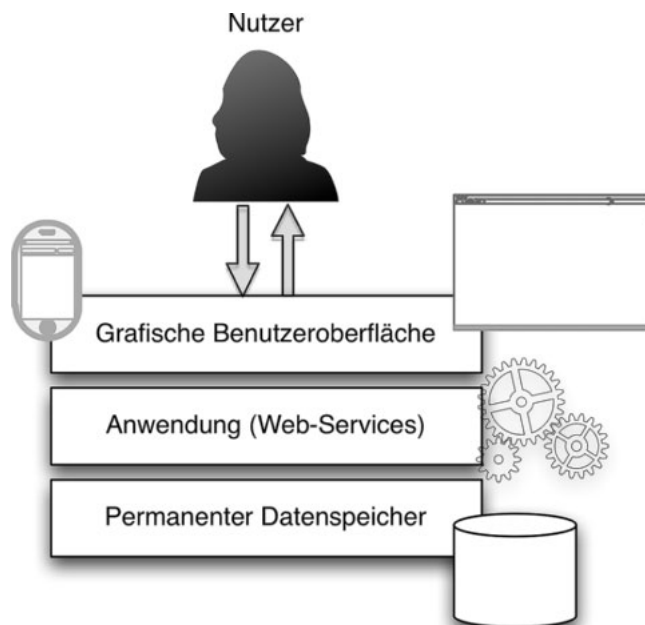 Nutzer
Grafische Benutzeroberfläche
Anwendung (Web-Services)
Permanenter Datenspeicher